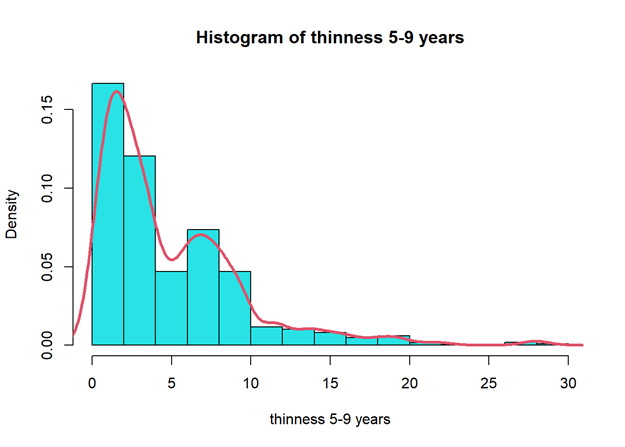 Histogram of thinness 5-9 years
Density
0.15
0.10
0.05
0.00
0 5 10 15 20 25 30
thinness 5-9 years